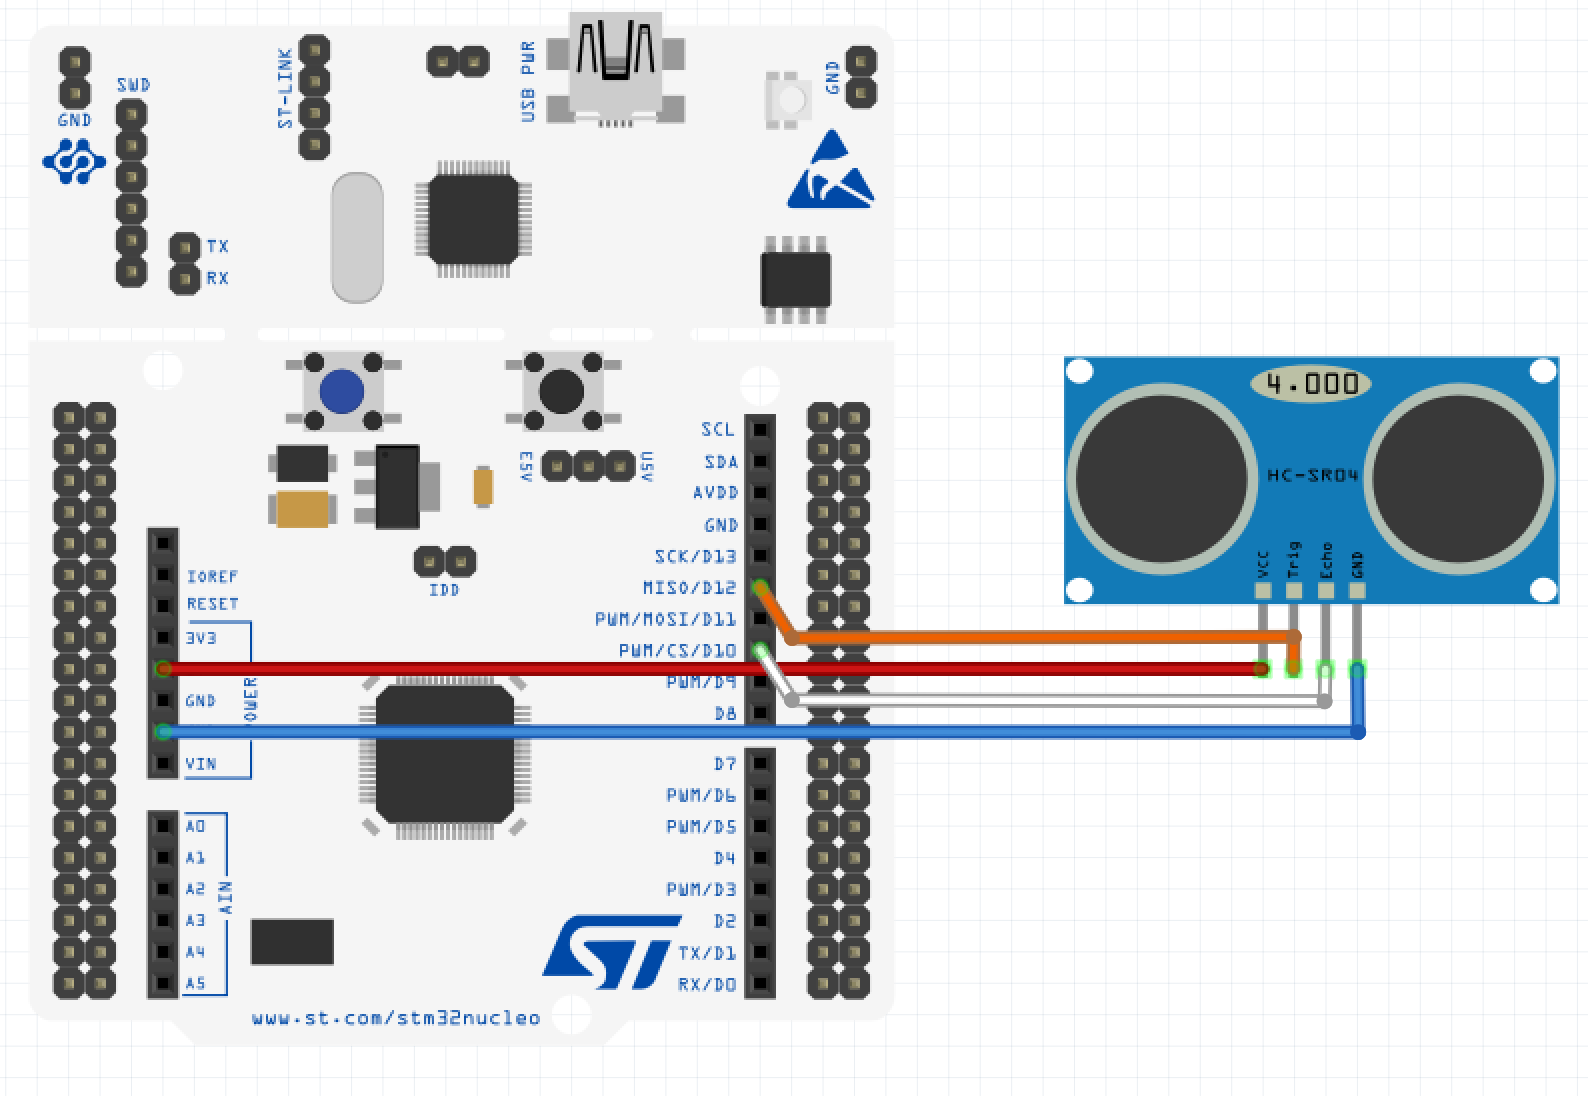 SWD
GND
ST-LINK
USB PWR
GND
TX
RX
E5V
U5V
IDD
IOREF
RESET
3V3
GND
VIN
A0
A1
A2
A3
A4
A5
AIN
SCL
SDA
AVDD
GND
SCK/D13
MISO/D12
PWM/MOSI/D11
PWM/CS/D10
PWM/D9
D8
D7
PWM/D6
PWM/D5
D4
PWM/D3
D2
TX/D1
RX/D0
ST
www.st.com/stm32nucleo
4.000
HC-SR04
VCC
Trig
Echo
GND